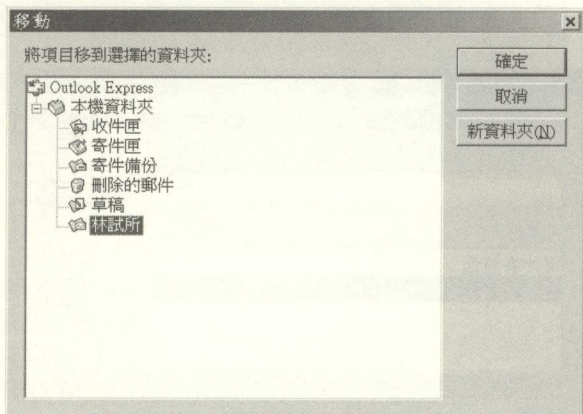 移動
將項目移到選擇的資料夾:
Outlook Express
本機資料夾
收件匣
寄件匣
寄件備份
刪除的郵件
草稿
林試所
確定
取消
新資料夾(N)